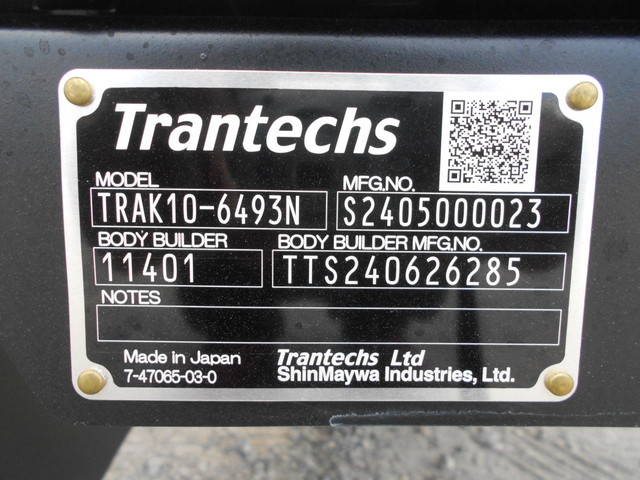 Trantechs
MODEL MFG.NO.
TRAK10-6493N S2405000023
BODY BUILDER BODY BUILDER MFG.NO.
11401 TTS240626285
NOTES
Made in Japan Trantechs Ltd
7-47065-03-0 ShinMaywa Industries, Ltd.